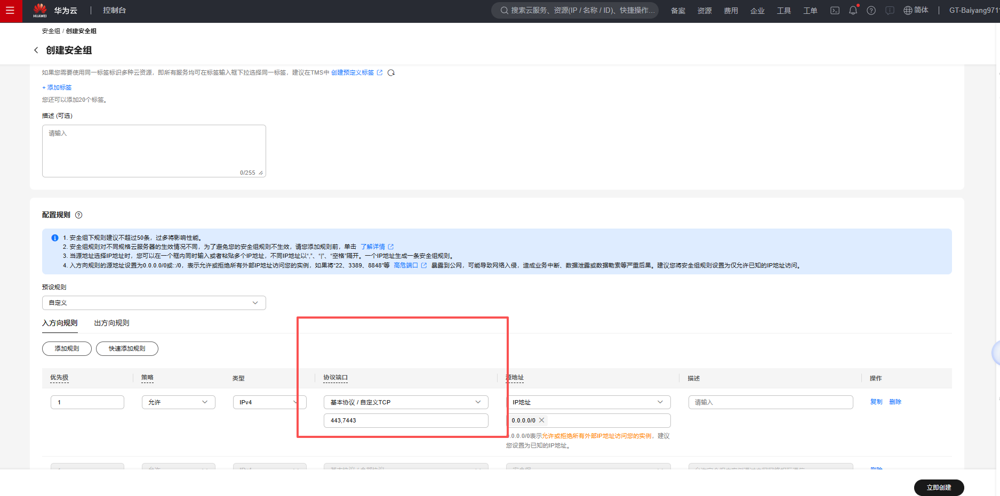 华为云
控制台
搜索云服务、资源(IP / 名称 / ID)、快捷操作...
备案
资源
费用
企业
工具
工单
简体
GT-Baiyang971
HUAWEI
安全组 / 创建安全组
创建安全组
如果您需要使用同一标签标识多种云资源，即所有服务均可在标签输入框下拉选择同一标签，建议在TMS中 创建预定义标签
+ 添加标签
您还可以添加20个标签。
描述 (可选)
请输入
0/255
配置规则
1. 安全组下规则建议不超过50条，过多将影响性能。
2. 安全组规则对不同规格云服务器的生效情况不同，为了避免您的安全组规则不生效，请您添加规则前，单击 了解详情
3. 当源地址选择IP地址时，您可以在一个框内同时输入或者粘贴多个IP地址，不同IP地址以“,”、“|”、“空格”隔开。一个IP地址生成一条安全组规则。
4. 入方向规则的源地址设置为0.0.0.0/0或::/0，表示允许或拒绝所有外部IP地址访问您的实例，如果将“22、3389、8848”等 高危端口 暴露到公网，可能导致网络入侵，造成业务中断、数据泄露或数据勒索等严重后果。建议您将安全组规则设置为仅允许已知的IP地址访问。
预设规则
自定义
入方向规则
出方向规则
添加规则
快速添加规则
优先级
策略
类型
协议端口
源地址
描述
操作
1
允许
IPv4
基本协议 / 自定义TCP
IP地址
请输入
复制
删除
443,7443
0.0.0.0/0
0.0.0.0/0表示允许或拒绝所有外部IP地址访问您的实例，建议
您设置为已知的IP地址。
立即创建